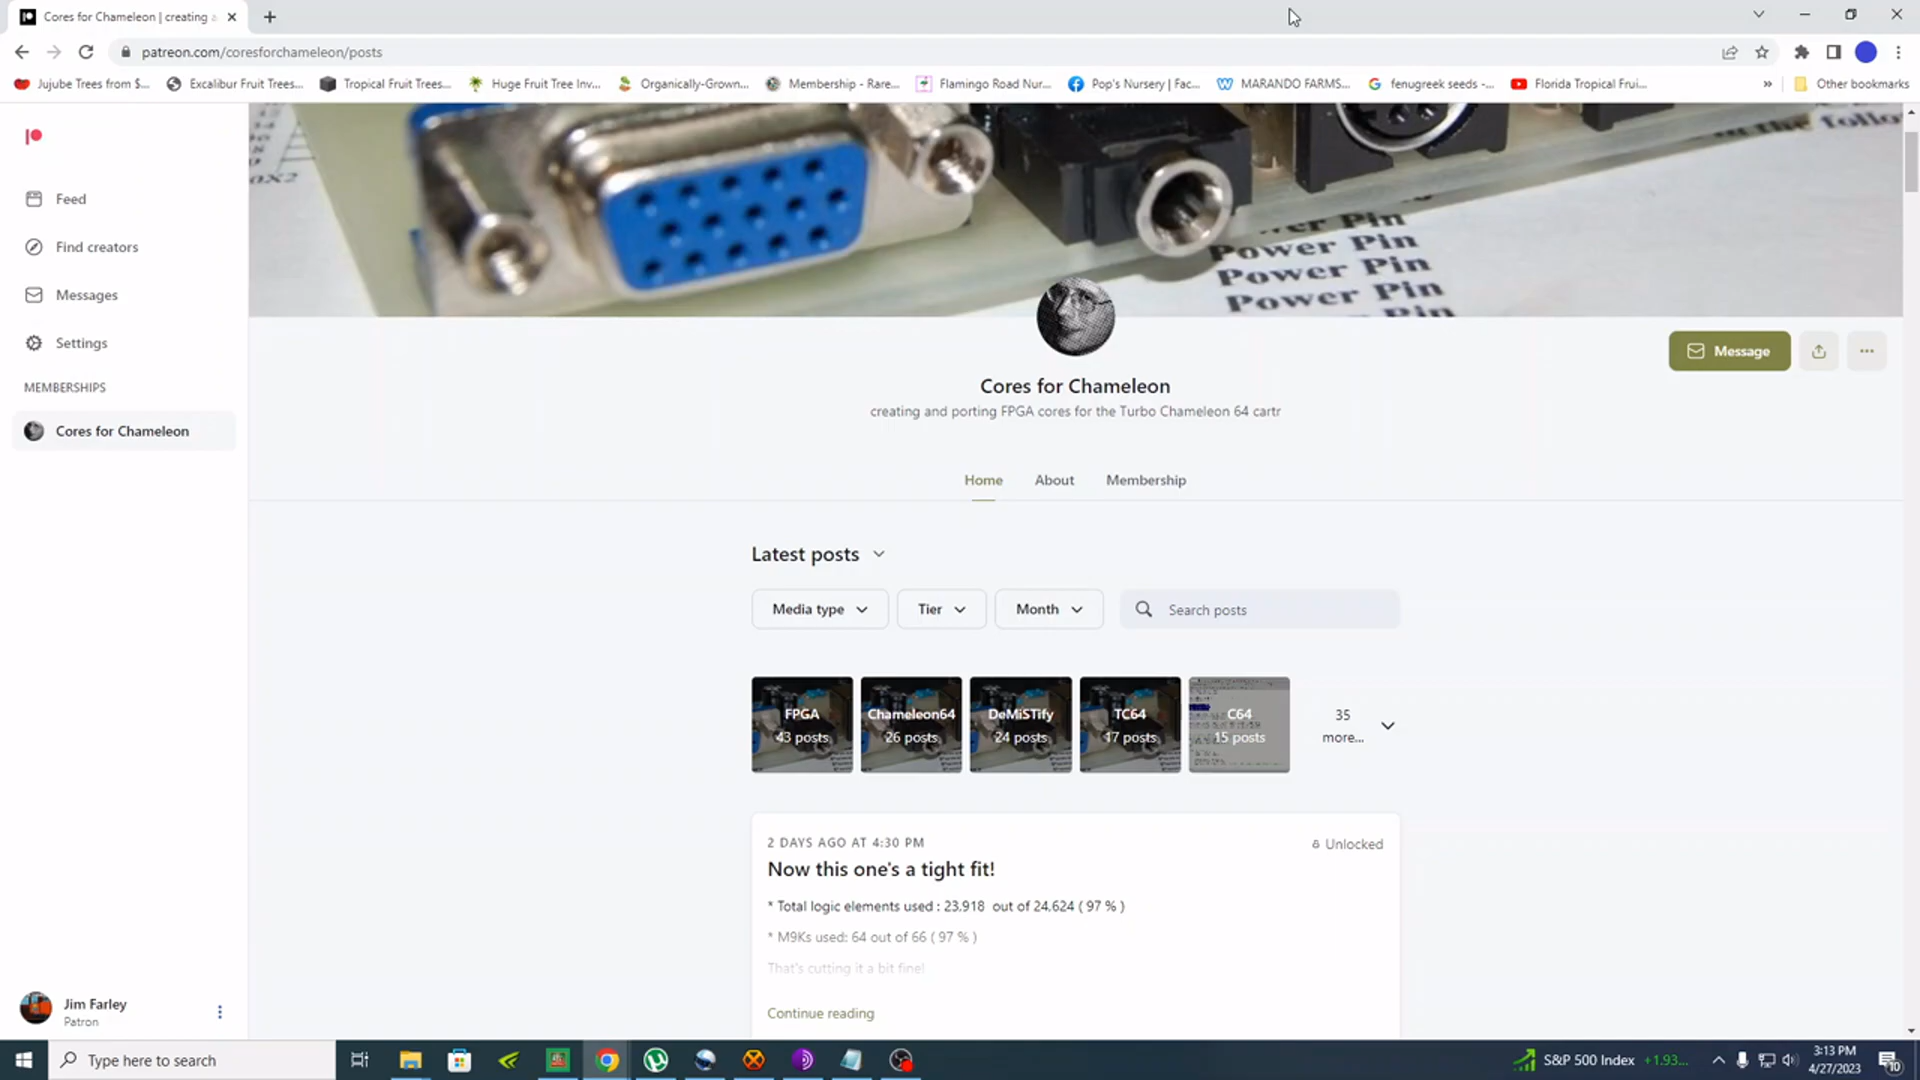 Cores for Chameleon | creating a
patreon.com/coresforchameleon/posts
Jujube Trees from $...
Excalibur Fruit Trees...
Tropical Fruit Trees...
Huge Fruit Tree Inv...
Organically-Grown...
Membership - Rare...
Flamingo Road Nur...
Pop's Nursery | Fac...
MARANDO FARMS...
fenugreek seeds -...
Florida Tropical Frui...
»
Other bookmarks
Power Pin
Power Pin
Power Pin
Power Pin
Feed
Find creators
Messages
Settings
MEMBERSHIPS
Cores for Chameleon
Message
Cores for Chameleon
creating and porting FPGA cores for the Turbo Chameleon 64 cartr
Home
About
Membership
Latest posts
Media type
Tier
Month
Search posts
FPGA
43 posts
Chameleon64
26 posts
DeMiSTify
24 posts
TC64
17 posts
C64
15 posts
35
more...
2 DAYS AGO AT 4:30 PM
Unlocked
Now this one's a tight fit!
* Total logic elements used : 23,918 out of 24,624 ( 97 % )
* M9Ks used: 64 out of 66 ( 97 % )
That's cutting it a bit fine!
Continue reading
Jim Farley
Patron
Type here to search
S&P 500 Index +1.93...
3:13 PM
4/27/2023
10